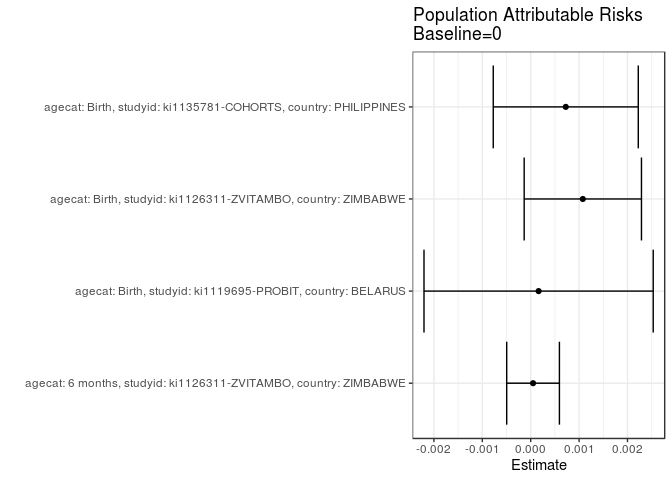 Population Attributable Risks
Baseline=0
agecat: Birth, studyid: ki1135781-COHORTS, country: PHILIPPINES
agecat: Birth, studyid: ki1126311-ZVITAMBO, country: ZIMBABWE
agecat: Birth, studyid: ki1119695-PROBIT, country: BELARUS
agecat: 6 months, studyid: ki1126311-ZVITAMBO, country: ZIMBABWE
-0.002 -0.001 0.000 0.001 0.002
Estimate